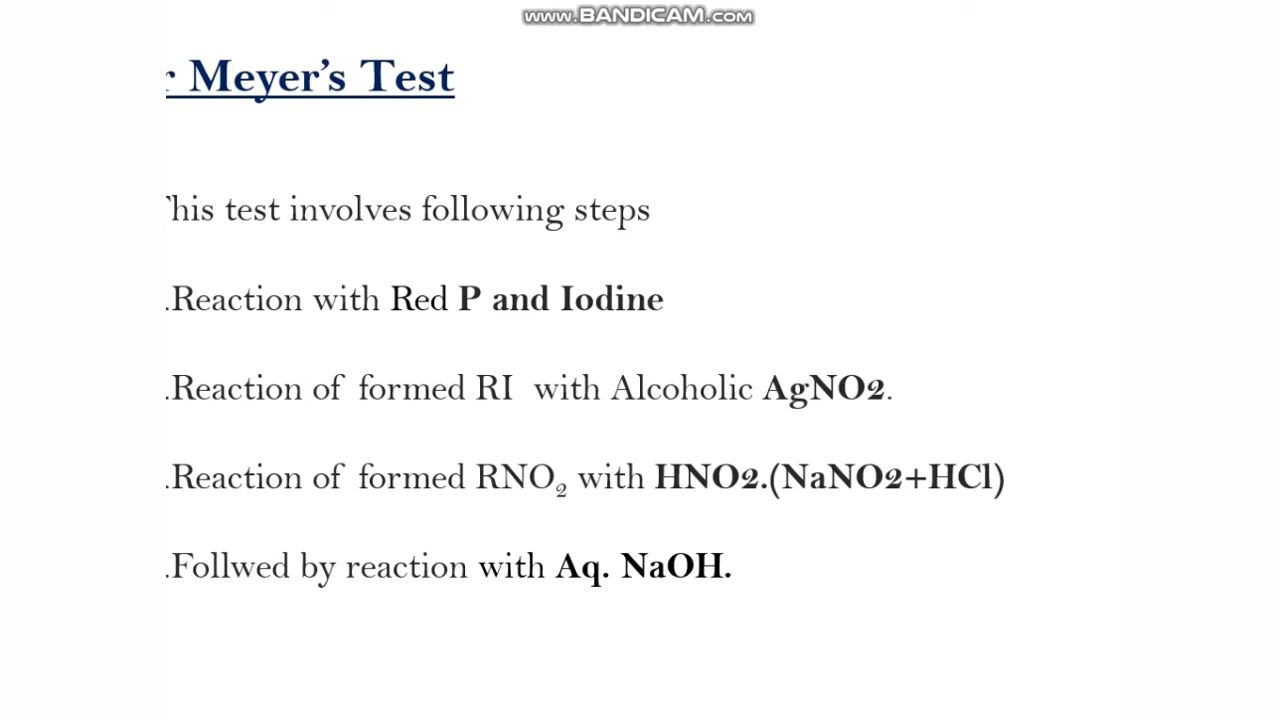 www.BANDICAM.com
r Meyer's Test
This test involves following steps
.Reaction with Red P and Iodine
.Reaction of formed RI with Alcoholic AgNO2.
.Reaction of formed RNO₂ with HNO2.(NaNO2+HCl)
.Follwed by reaction with Aq. NaOH.